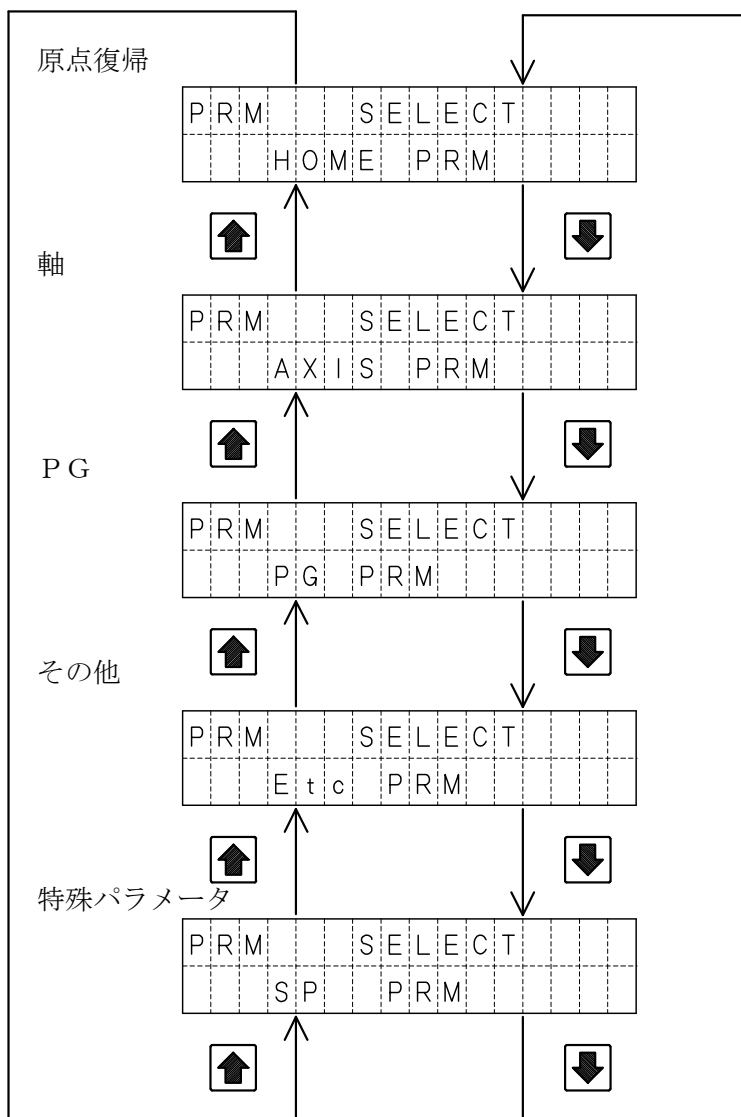 原点復帰
PRM   SELECT
   HOME PRM
軸
PRM   SELECT
   AXIS PRM
ＰＧ
PRM   SELECT
   PG PRM
その他
PRM   SELECT
   Etc PRM
特殊パラメータ
PRM   SELECT
   SP  PRM